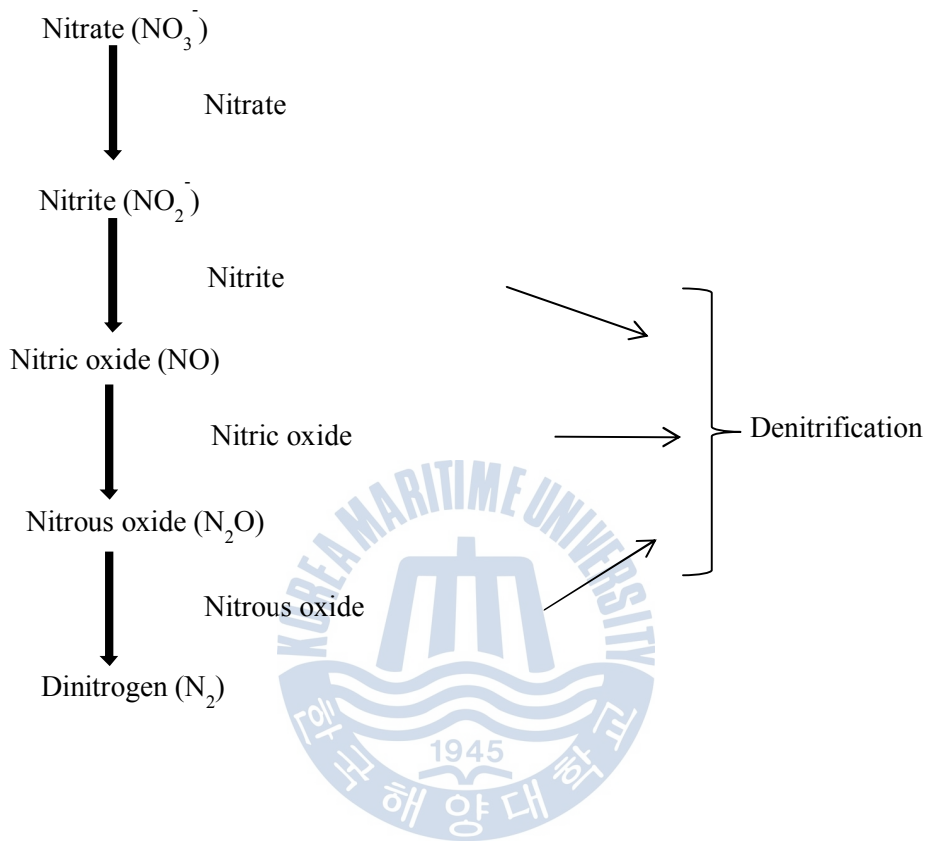 Nitrate (NO3-)
Nitrate
Nitrite (NO2-)
Nitrite
Nitric oxide (NO)
Denitrification
Nitric oxide
Nitrous oxide (N2O)
Nitrous oxide
Dinitrogen (N2)
KOREA MARITIME UNIVERSITY
1945
한국해양대학교